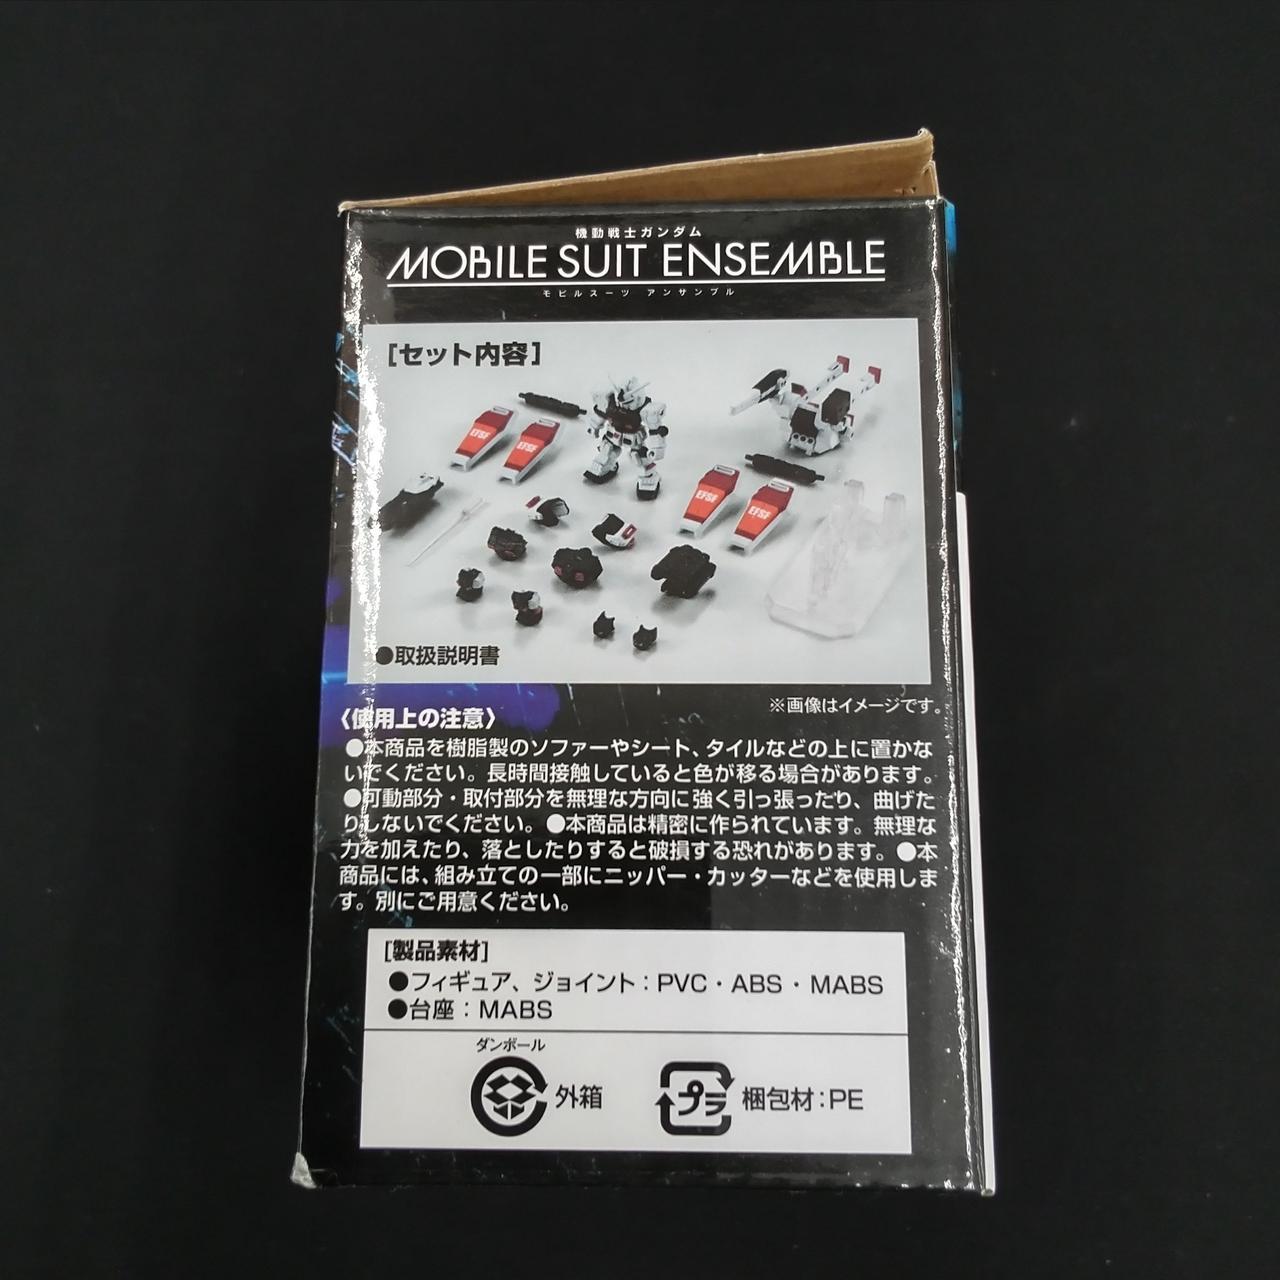 機動戦士ガンダム
MOBILE SUIT ENSEMBLE
モビルスーツ アンサンブル
[セット内容]
EFSF
EFSF
EFSF
EFSF
●取扱説明書
※画像はイメージです。
〈使用上の注意〉
●本商品を樹脂製のソファーやシート、タイルなどの上に置かな
いでください。長時間接触していると色が移る場合があります。
●可動部分・取付部分を無理な方向に強く引っ張ったり、曲げた
りしないでください。●本商品は精密に作られています。無理な
力を加えたり、落としたりすると破損する恐れがあります。●本
商品には、組み立ての一部にニッパー・カッターなどを使用しま
す。別にご用意ください。
[製品素材]
●フィギュア、ジョイント：PVC・ABS・MABS
●台座：MABS
ダンボール
外箱
プラ
梱包材：PE